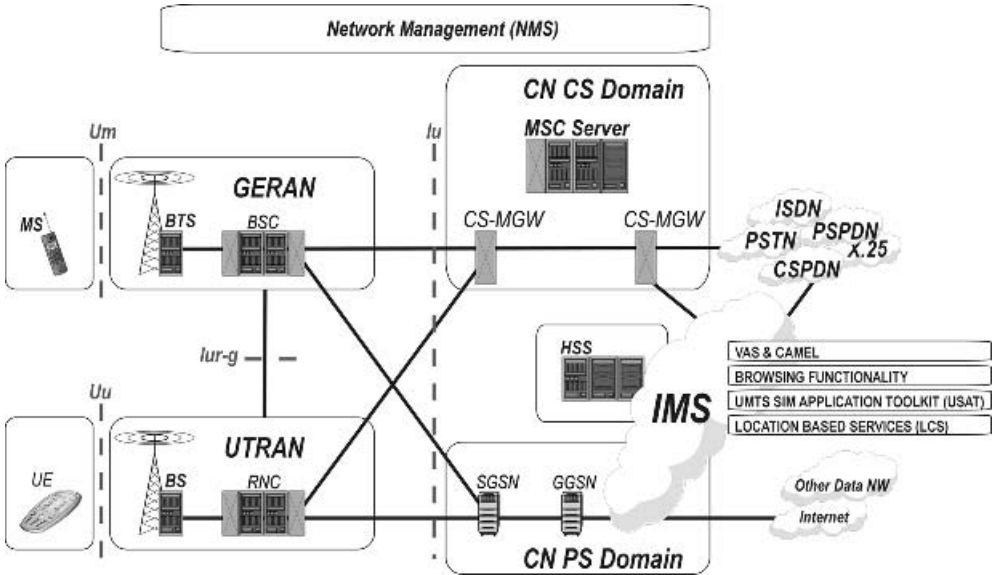 Network Management (NMS)
CN CS Domain
MSC Server
Um
Iu
GERAN
MS
BTS
BSC
CS-MGW
CS-MGW
ISDN
PSTN
PSPDN
X.25
CSPDN
Iur-g
HSS
IMS
VAS & CAMEL
BROWSING FUNCTIONALITY
UMTS SIM APPLICATION TOOLKIT (USAT)
LOCATION BASED SERVICES (LCS)
Uu
UTRAN
UE
BS
RNC
SGSN
GGSN
Other Data NW
Internet
CN PS Domain